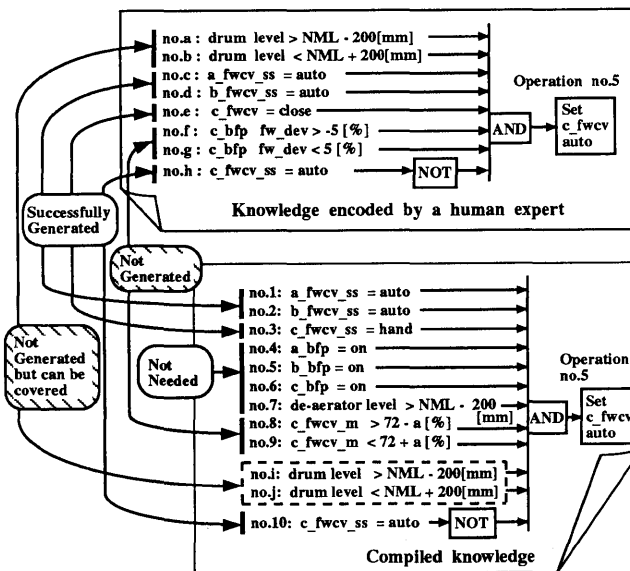 no.a : drum level > NML - 200[mm]
no.b : drum level < NML + 200[mm]
no.c : a_fwcv_ss = auto
no.d : b_fwcv_ss = auto
no.e : c_fwcv = close
no.f : c_bfp fw_dev > -5 [%]
no.g : c_bfp fw_dev < 5 [%]
no.h : c_fwcv_ss = auto
NOT
AND
Operation no.5
Set
c_fwcv
auto
Knowledge encoded by a human expert
Successfully
Generated
Not
Generated
Not
Generated
but can be
covered
Not
Needed
no.1: a_fwcv_ss = auto
no.2: b_fwcv_ss = auto
no.3: c_fwcv_ss = hand
no.4: a_bfp = on
no.5: b_bfp = on
no.6: c_bfp = on
no.7: de-aerator level > NML - 200
[mm]
no.8: c_fwcv_m > 72 - a [%]
no.9: c_fwcv_m < 72 + a [%]
no.i: drum level > NML - 200[mm]
no.j: drum level < NML + 200[mm]
no.10: c_fwcv_ss = auto
NOT
AND
Operation
no.5
Set
c_fwcv
auto
Compiled knowledge